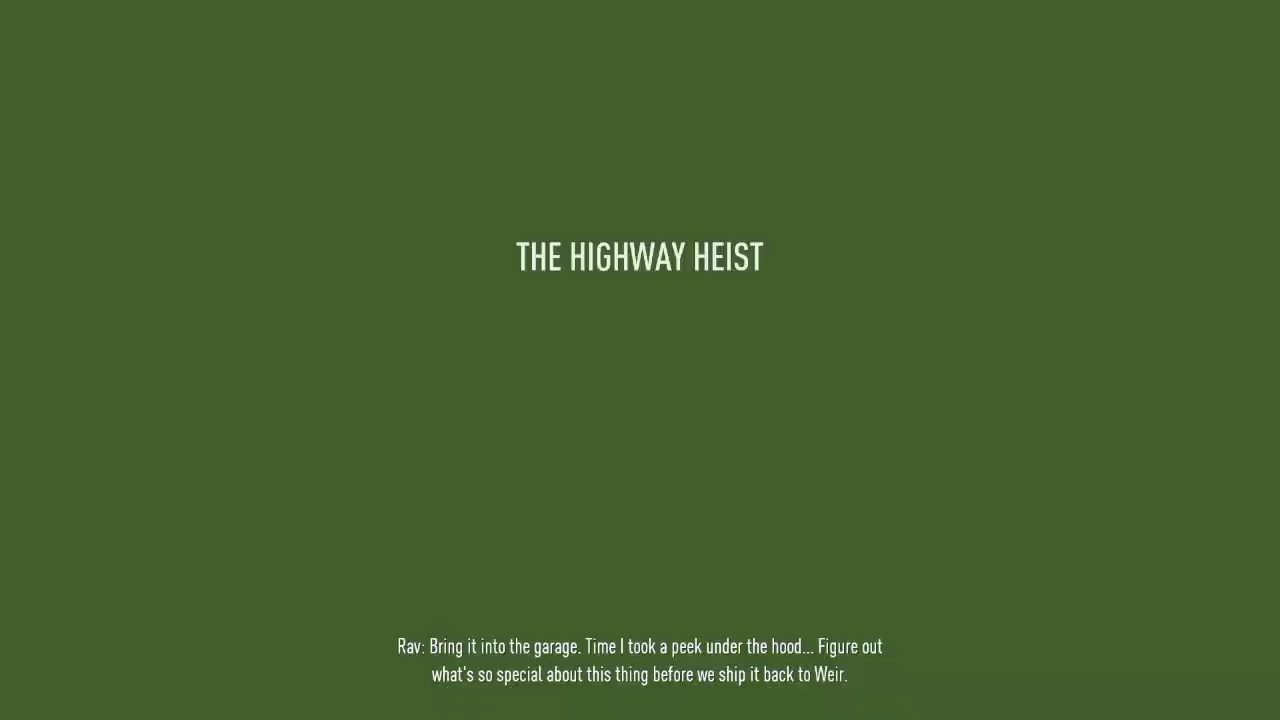 THE HIGHWAY HEIST
Rav: Bring it into the garage. Time I took a peek under the hood... Figure out
what's so special about this thing before we ship it back to Weir.